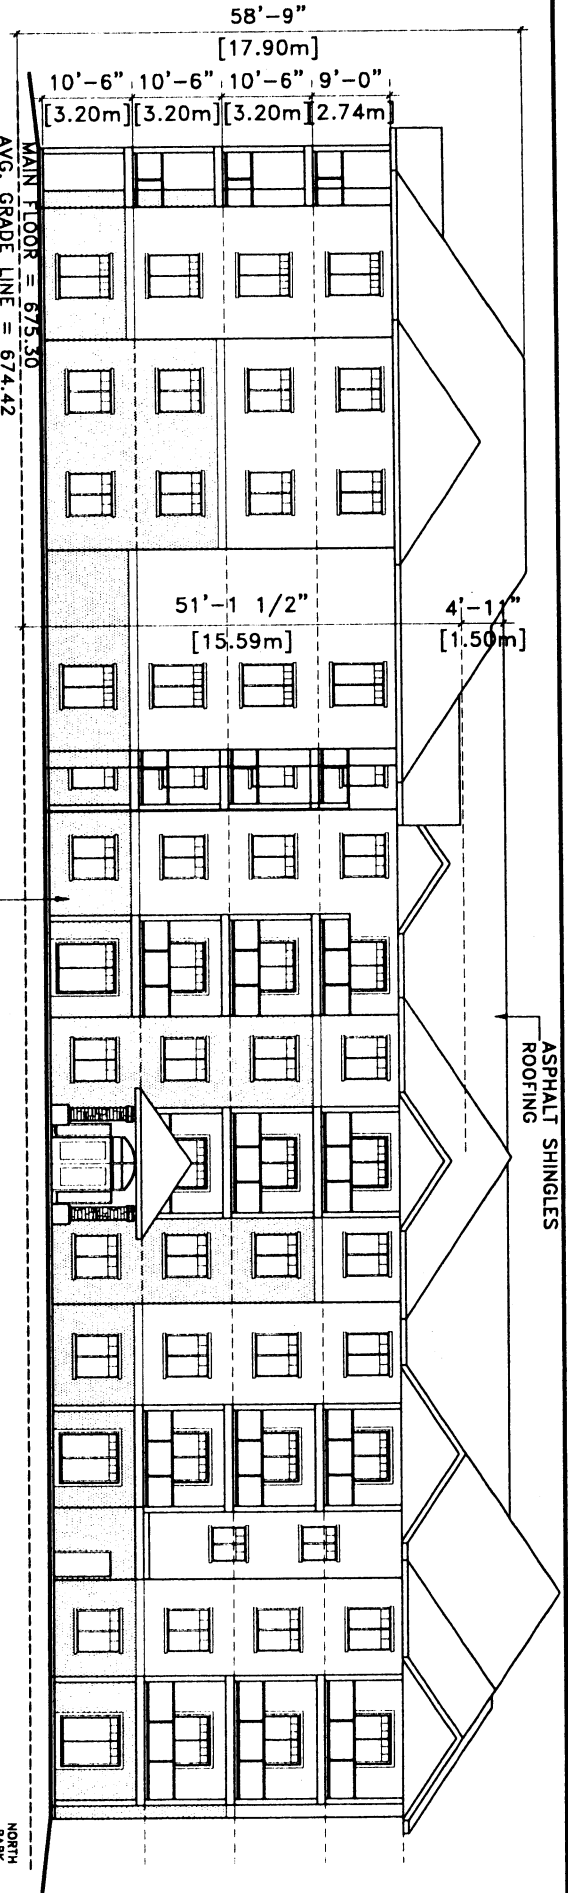 58'-9"
[17.90m]
10'-6" 10'-6" 10'-6" 9'-0"
[3.20m] [3.20m] [3.20m] [2.74m]
MAIN FLOOR = 675.30
AVG. GRADE LINE = 674.42
51'-1 1/2"
[15.59m]
4'-11"
[1.50m]
ASPHALT SHINGLES
ROOFING
NORTH